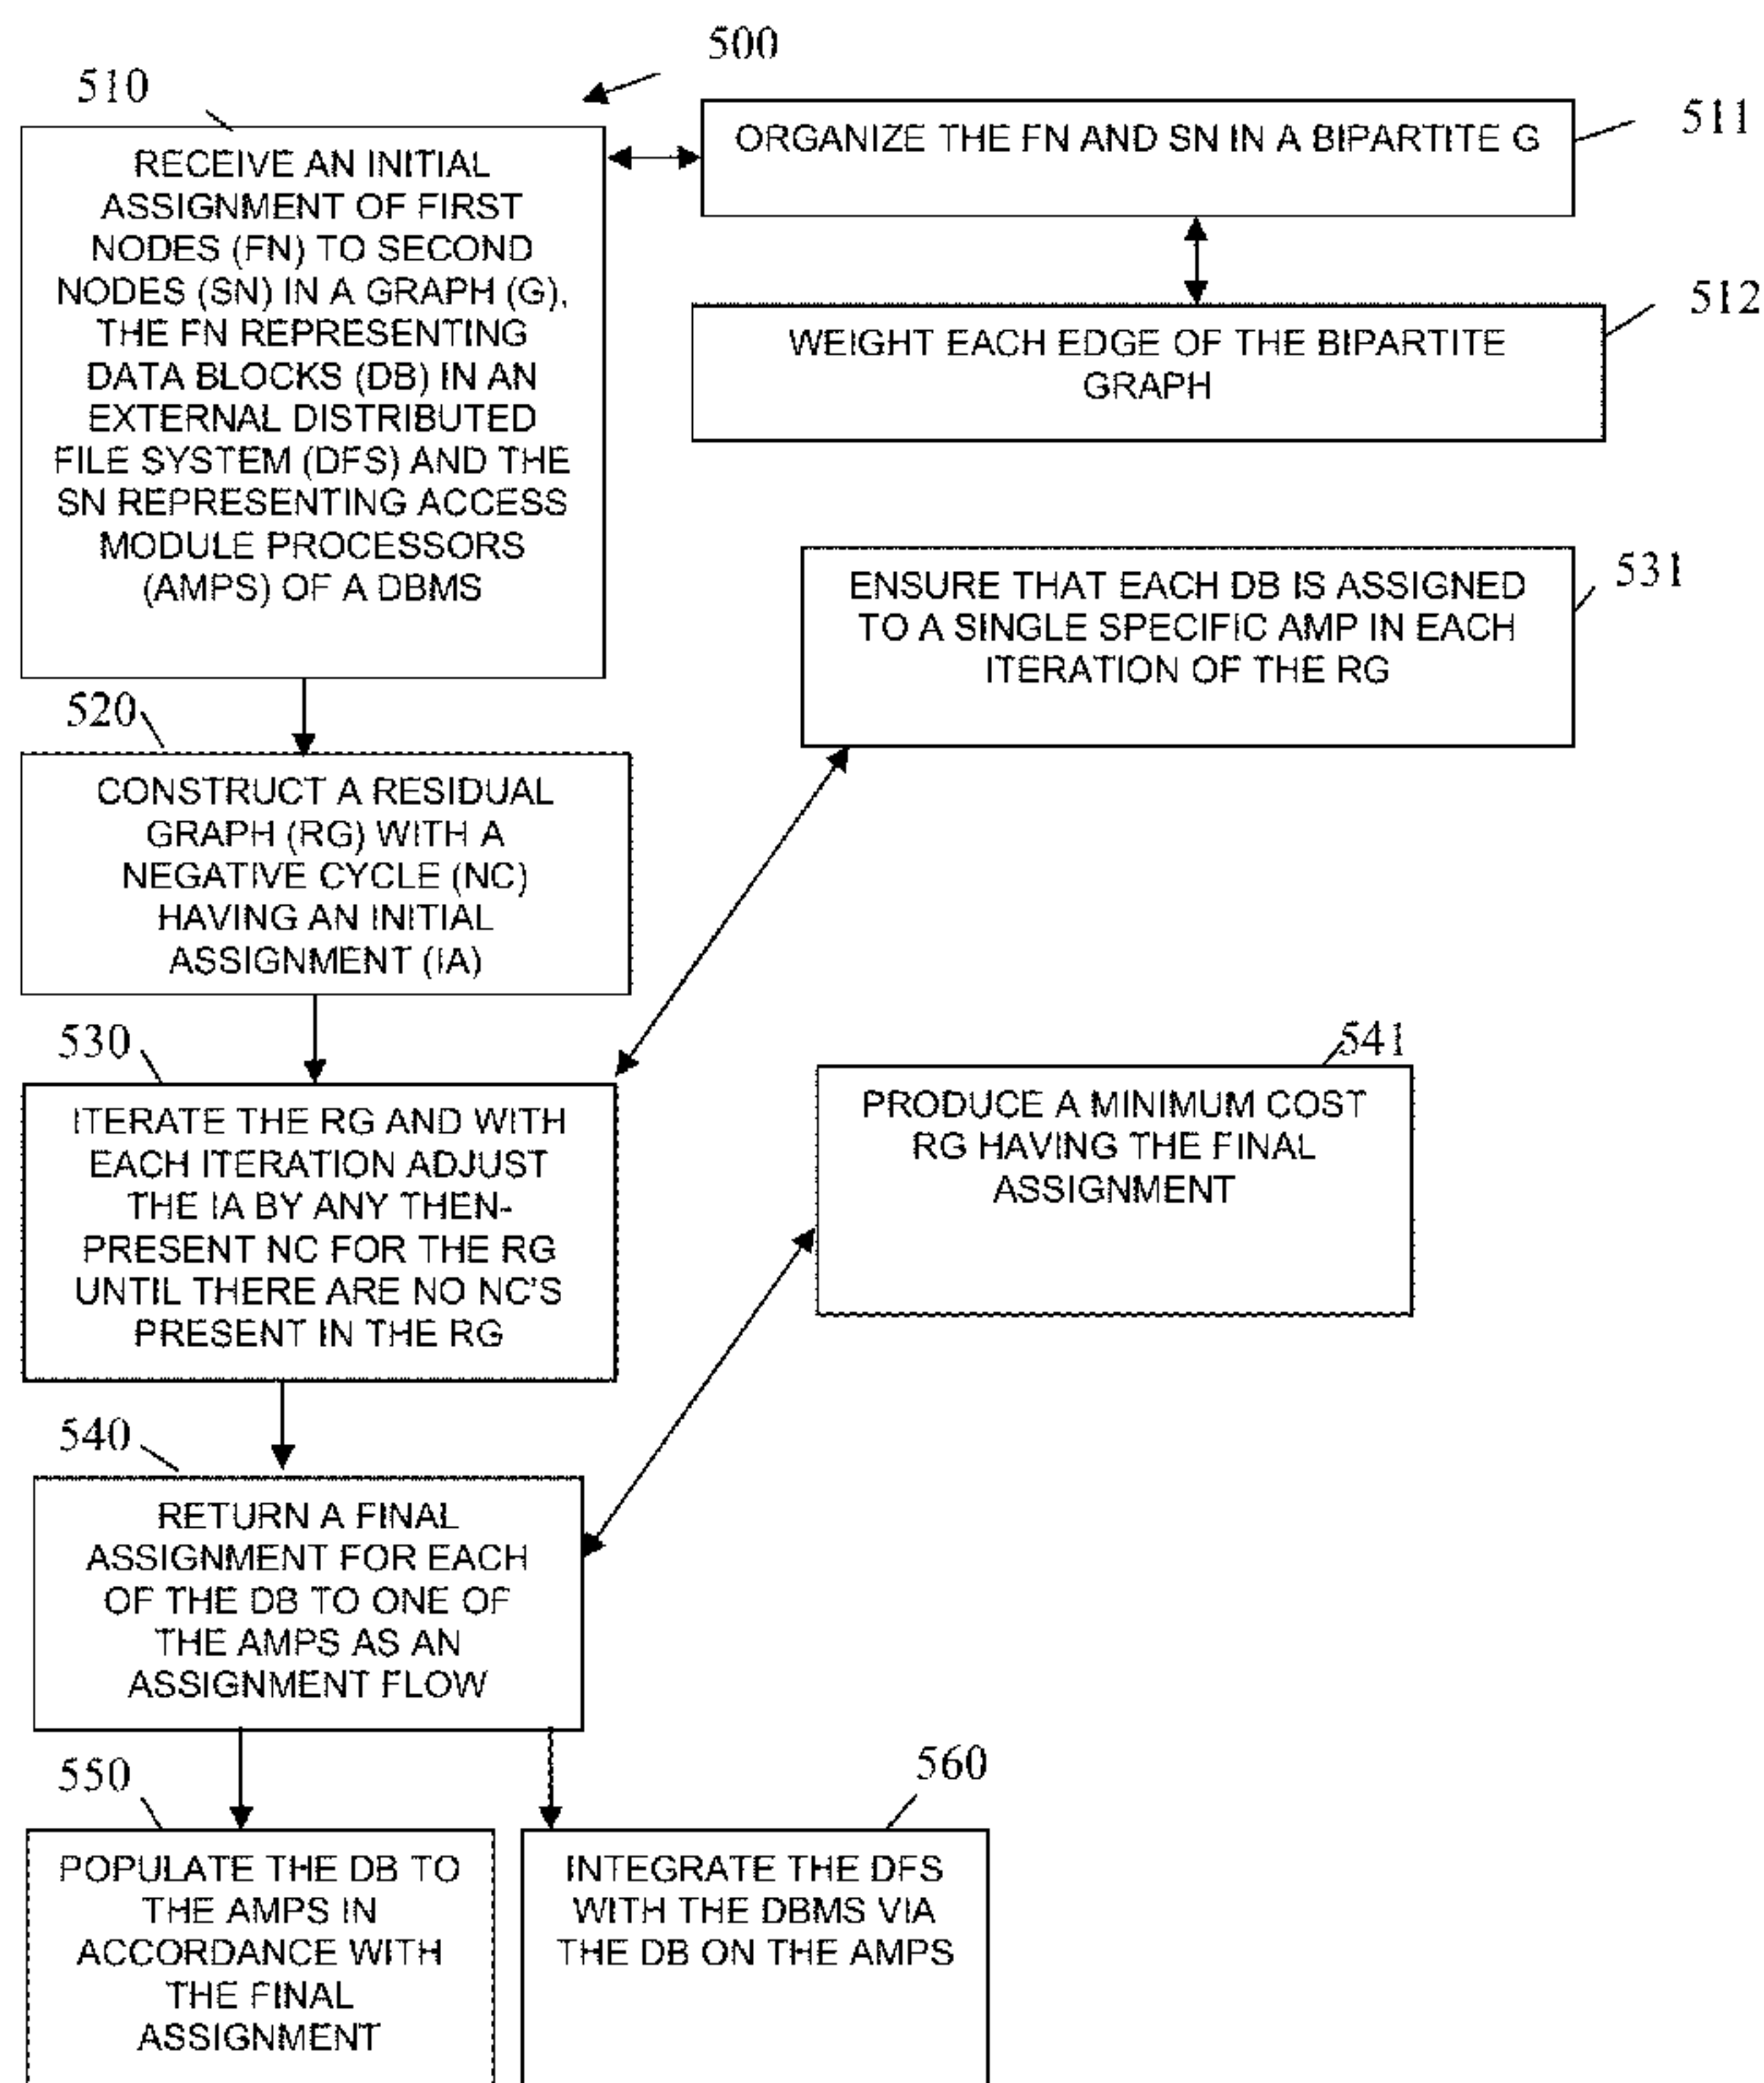 500
510
RECEIVE AN INITIAL
ASSIGNMENT OF FIRST
NODES (FN) TO SECOND
NODES (SN) IN A GRAPH (G),
THE FN REPRESENTING
DATA BLOCKS (DB) IN AN
EXTERNAL DISTRIBUTED
FILE SYSTEM (DFS) AND THE
SN REPRESENTING ACCESS
MODULE PROCESSORS
(AMPS) OF A DBMS
ORGANIZE THE FN AND SN IN A BIPARTITE G
511
WEIGHT EACH EDGE OF THE BIPARTITE
GRAPH
512
ENSURE THAT EACH DB IS ASSIGNED
TO A SINGLE SPECIFIC AMP IN EACH
ITERATION OF THE RG
531
520
CONSTRUCT A RESIDUAL
GRAPH (RG) WITH A
NEGATIVE CYCLE (NC)
HAVING AN INITIAL
ASSIGNMENT (IA)
530
ITERATE THE RG AND WITH
EACH ITERATION ADJUST
THE IA BY ANY THEN-
PRESENT NC FOR THE RG
UNTIL THERE ARE NO NC'S
PRESENT IN THE RG
541
PRODUCE A MINIMUM COST
RG HAVING THE FINAL
ASSIGNMENT
540
RETURN A FINAL
ASSIGNMENT FOR EACH
OF THE DB TO ONE OF
THE AMPS AS AN
ASSIGNMENT FLOW
550
POPULATE THE DB TO
THE AMPS IN
ACCORDANCE WITH
THE FINAL
ASSIGNMENT
560
INTEGRATE THE DFS
WITH THE DBMS VIA
THE DB ON THE AMPS